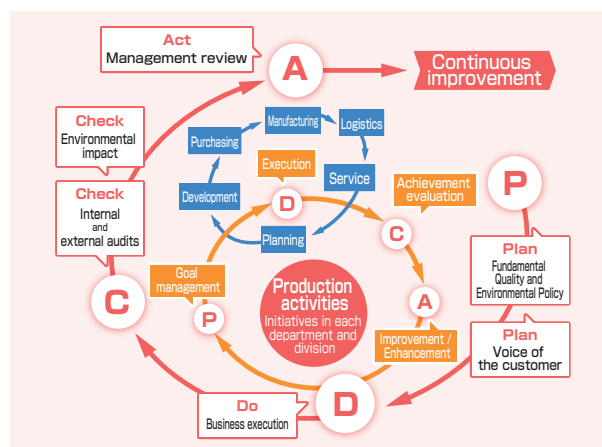 Act
Management review
A
Continuous
improvement
Check
Environmental
impact
Check
Internal
and
external audits
C
Manufacturing
Logistics
Purchasing
Service
Development
Planning
Execution
D
Achievement
evaluation
C
P
Plan
Fundamental
Quality and
Environmental Policy
Plan
Voice of
the customer
Goal
management
P
Production
activities
Initiatives in each
department and
division
A
Improvement /
Enhancement
Do
Business execution
D